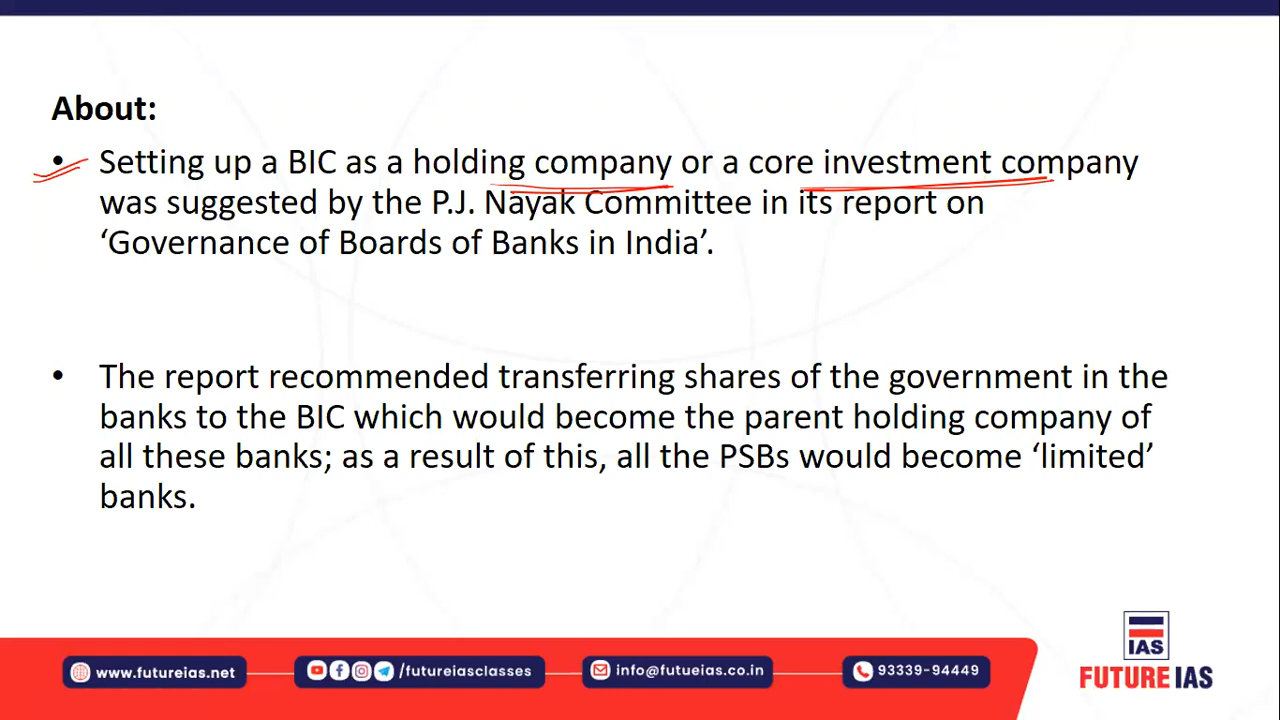 About:
• Setting up a BIC as a holding company or a core investment company
was suggested by the P.J. Nayak Committee in its report on
‘Governance of Boards of Banks in India’.
• The report recommended transferring shares of the government in the
banks to the BIC which would become the parent holding company of
all these banks; as a result of this, all the PSBs would become ‘limited’
banks.
www.futureias.net
/futureiasclasses
info@futueias.co.in
93339-94449
IAS
FUTURE IAS